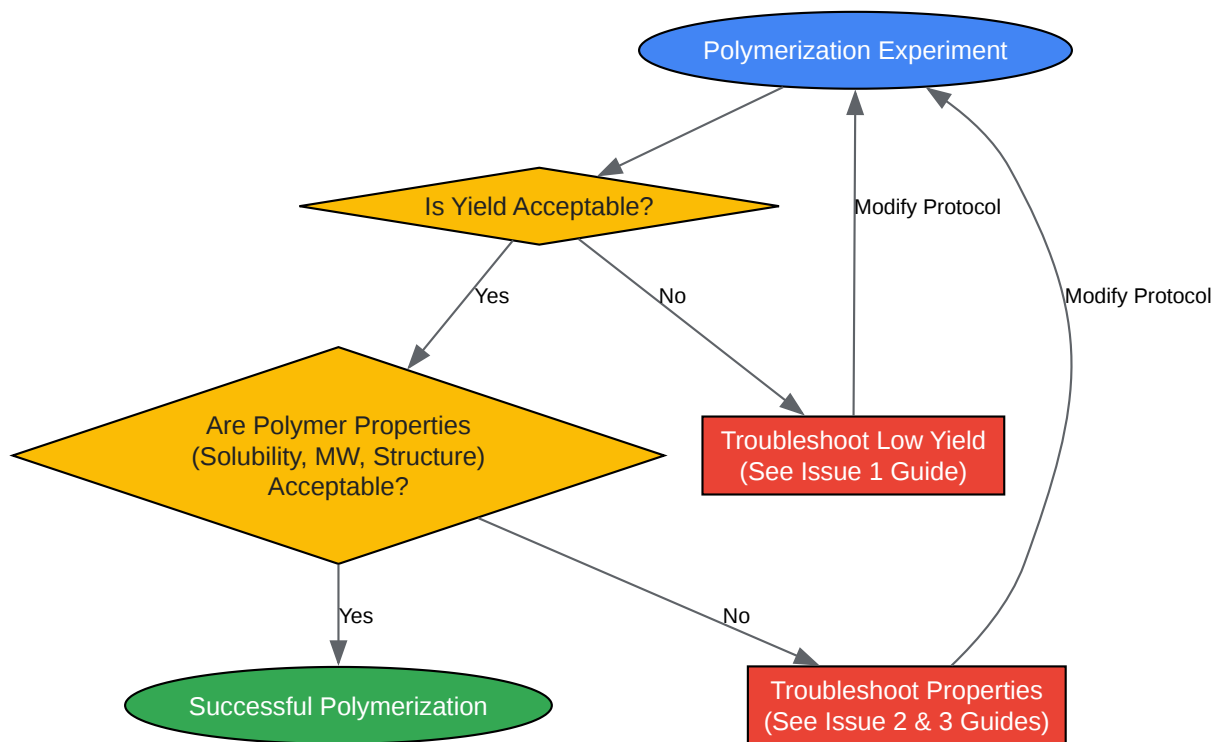 Polymerization Experiment
Is Yield Acceptable?
Modify Protocol
Yes
No
Modify Protocol
Are Polymer Properties
(Solubility, MW, Structure)
Acceptable?
Troubleshoot Low Yield
(See Issue 1 Guide)
Yes
No
Successful Polymerization
Troubleshoot Properties
(See Issue 2 & 3 Guides)